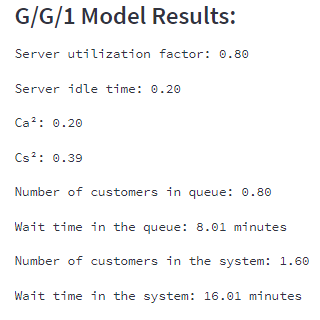 G/G/1 Model Results:
Server utilization factor: 0.80
Server idle time: 0.20
Ca²: 0.20
Cs²: 0.39
Number of customers in queue: 0.80
Wait time in the queue: 8.01 minutes
Number of customers in the system: 1.60
Wait time in the system: 16.01 minutes